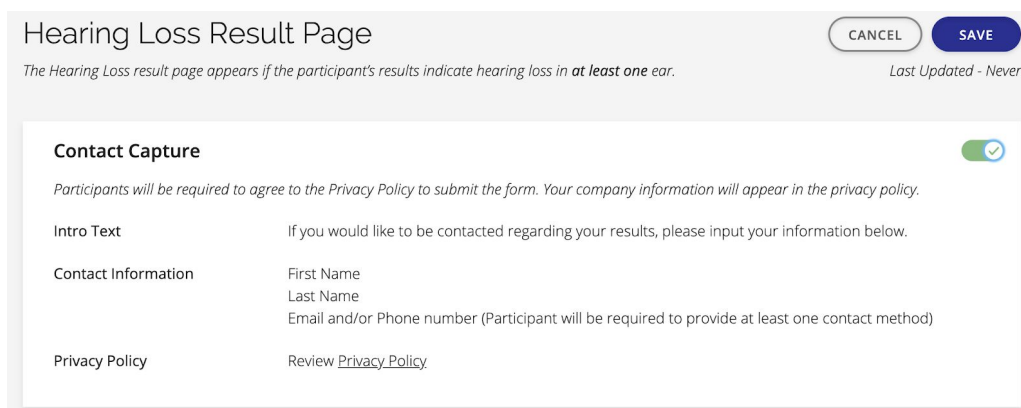 Hearing Loss Result Page
CANCEL
SAVE
The Hearing Loss result page appears if the participant's results indicate hearing loss in at least one ear.
Last Updated - Never
Contact Capture
Participants will be required to agree to the Privacy Policy to submit the form. Your company information will appear in the privacy policy.
Intro Text
If you would like to be contacted regarding your results, please input your information below.
Contact Information
First Name
Last Name
Email and/or Phone number (Participant will be required to provide at least one contact method)
Privacy Policy
Review Privacy Policy